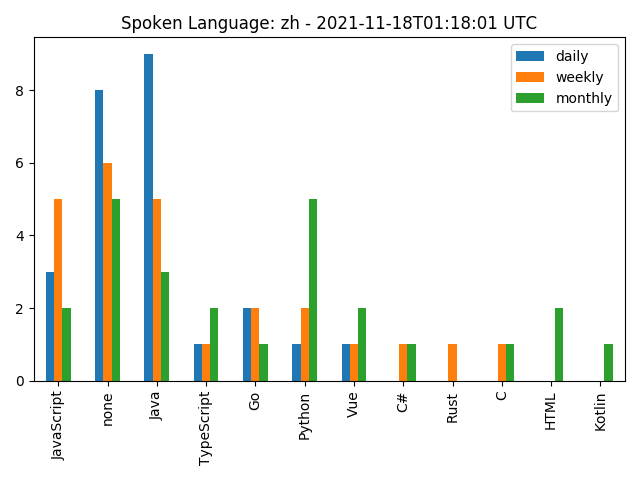 Spoken Language: zh - 2021-11-18T01:18:01 UTC
daily
weekly
monthly
8
6
4
2
0
JavaScript
none
Java
TypeScript
Go
Python
Vue
C#
Rust
C
HTML
Kotlin